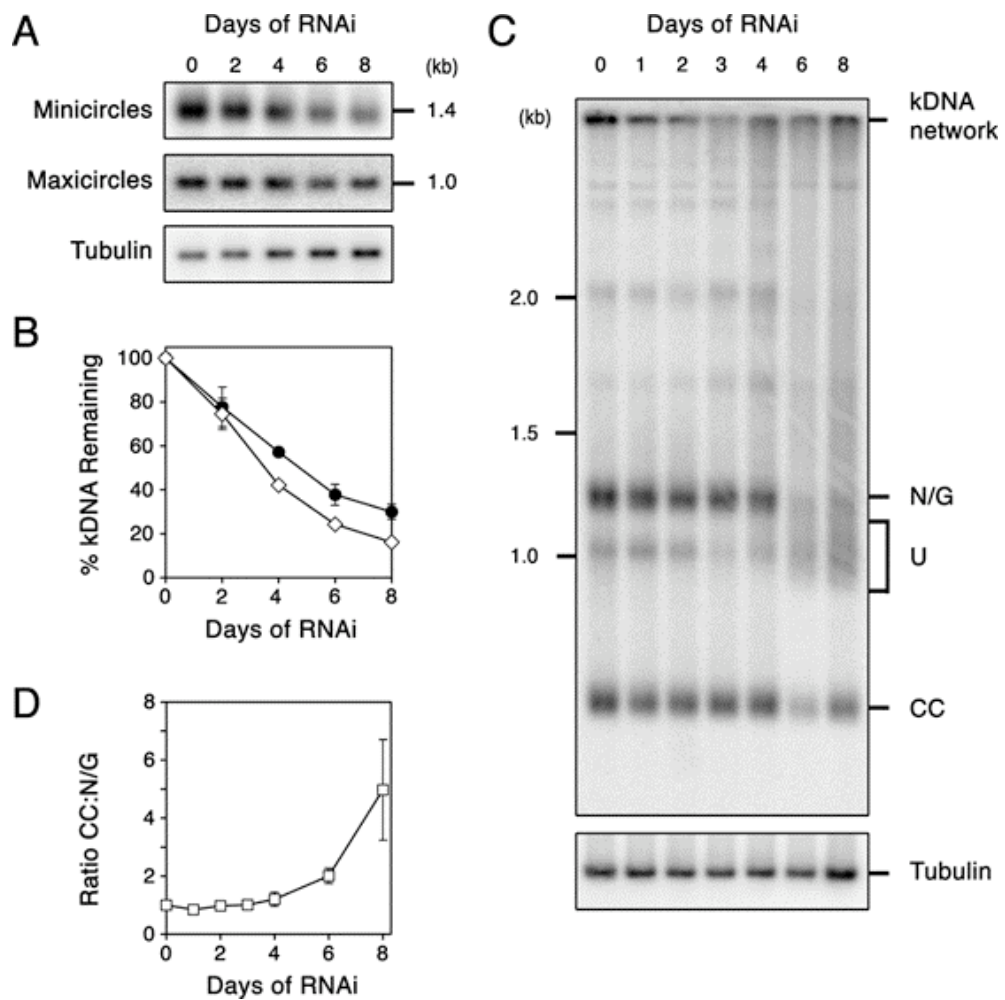 A
Days of RNAi
0 2 4 6 8 (kb)
Minicircles 1.4
Maxicircles 1.0
Tubulin
B
% kDNA Remaining
100
80
60
40
20
0
0 2 4 6 8
Days of RNAi
D
Ratio CC:N/G
8
6
4
2
0
0 2 4 6 8
Days of RNAi
C
Days of RNAi
0 1 2 3 4 6 8
(kb)
kDNA
network
2.0
1.5
N/G
1.0
U
CC
Tubulin